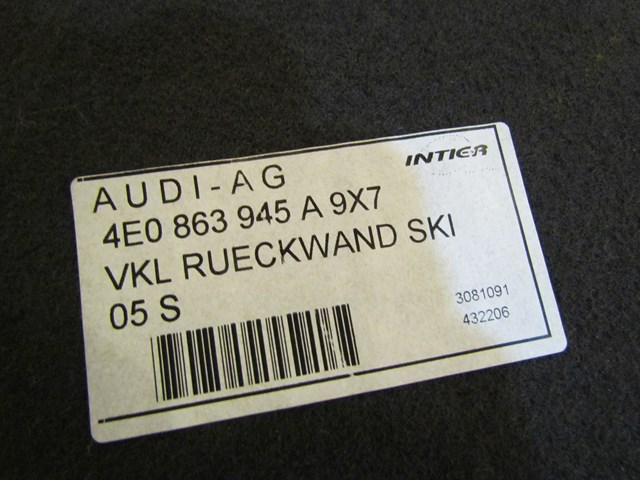 INTIER
AUDI-AG
4E0 863 945 A 9X7
VKL RUECKWAND SKI
05 S
3081091
432206